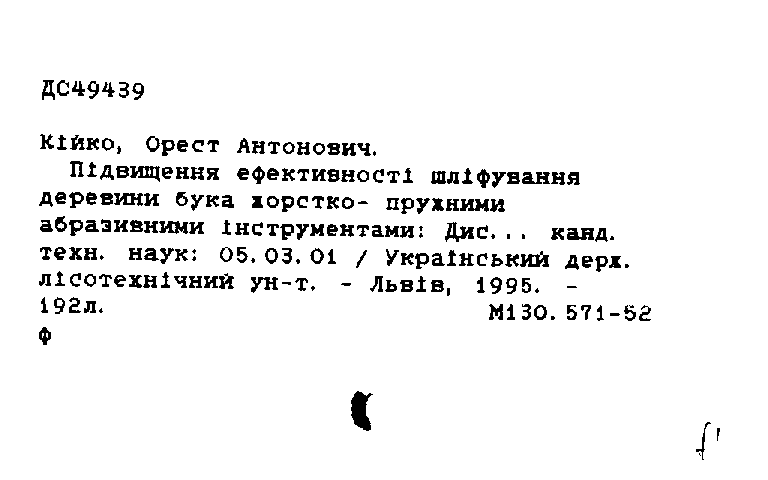 ДС49439
Кійко, Орест Антонович.
Підвищення ефективності шліфування
деревини бука жорстко- пружними
абразивними інструментами: Дис... канд.
техн. наук: 05.03.01 / Український держ.
лісотехнічний ун-т. - Львів, 1995. -
192л.
М130.571-52
Ф